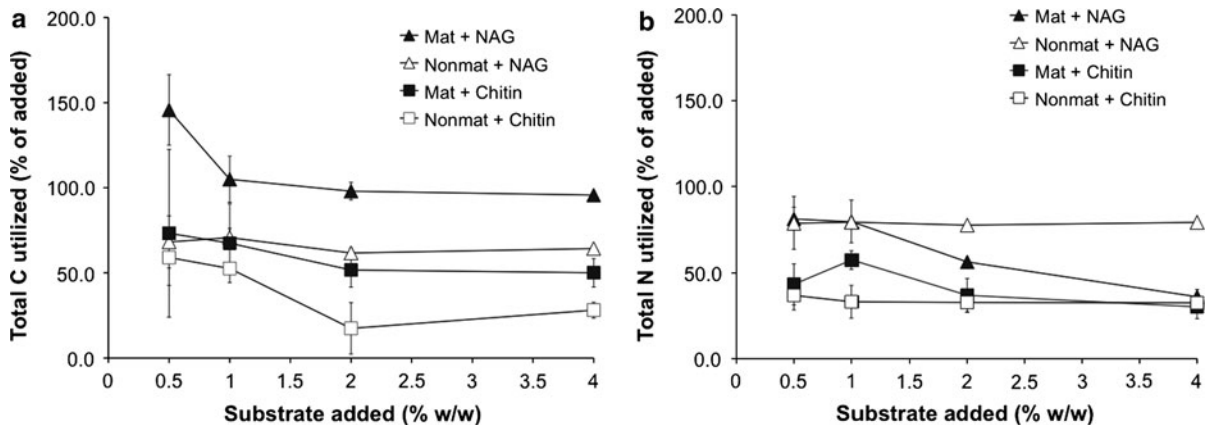 a
200.0
150.0
100.0
50.0
0.0
Total C utilized (% of added)
Mat + NAG
Nonmat + NAG
Mat + Chitin
Nonmat + Chitin
0 0.5 1 1.5 2 2.5 3 3.5 4
Substrate added (% w/w)
b
200.0
150.0
100.0
50.0
0.0
Total N utilized (% of added)
Mat + NAG
Nonmat + NAG
Mat + Chitin
Nonmat + Chitin
0 0.5 1 1.5 2 2.5 3 3.5 4
Substrate added (% w/w)